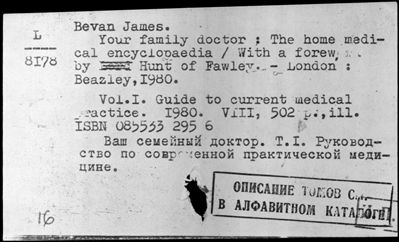 Bevan James.
L
8178
Your family doctor : The home medi-
cal encyclopaedia / With a forew
by Hunt of Fawley. - London :
Beazley, 1980.
Vol.I. Guide to current medical
practice. 1980. VIII, 502 p., ill.
ISBN 085533 295 6
Ваш семейный доктор. Т.I. Руковод-
ство по современной практической меди-
цине.
ОПИСАНИЕ ТОМОВ С.
В АЛФАВИТНОМ КАТАЛОГЕ
16